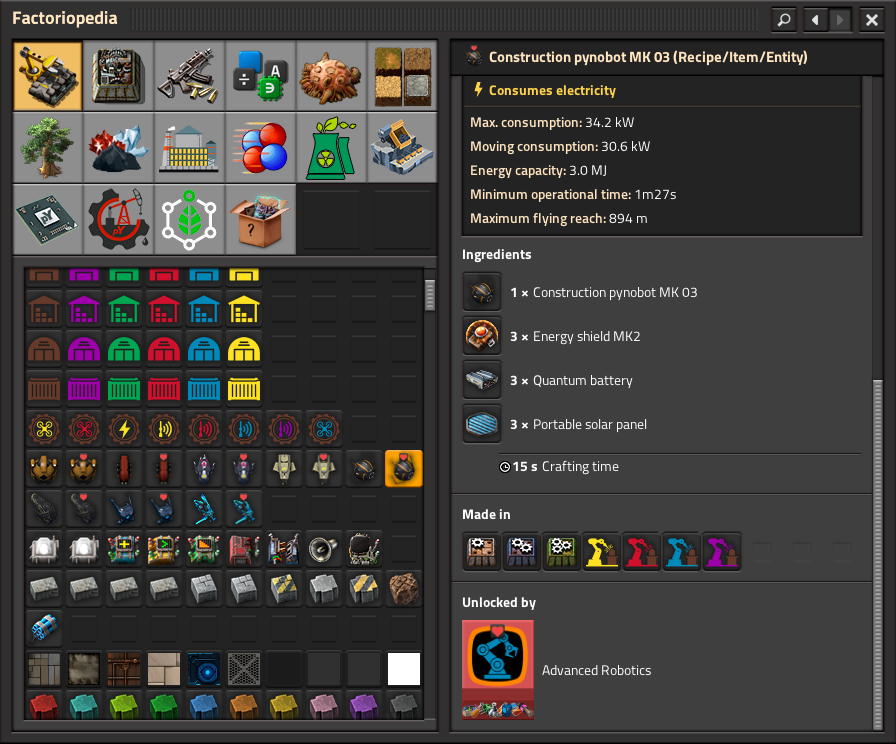 Factoriopedia
Construction pynobot MK 03 (Recipe/Item/Entity)
Consumes electricity
Max. consumption: 34.2 kW
Moving consumption: 30.6 kW
Energy capacity: 3.0 MJ
Minimum operational time: 1m27s
Maximum flying reach: 894 m
Ingredients
1 × Construction pynobot MK 03
3 × Energy shield MK2
3 × Quantum battery
3 × Portable solar panel
15 s Crafting time
Made in
Unlocked by
Advanced Robotics